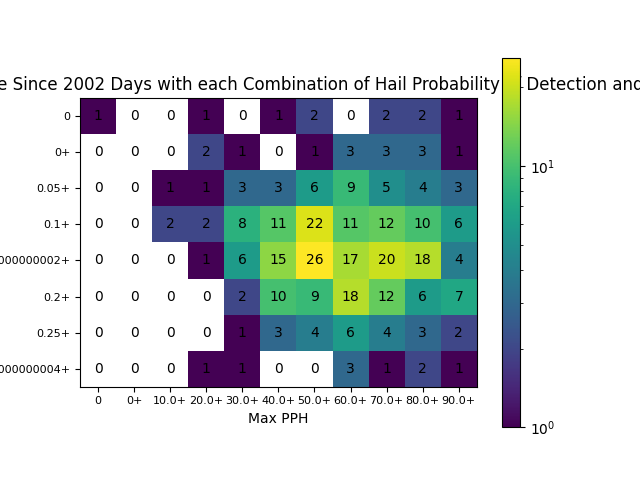 e Since 2002 Days with each Combination of Hail Probability Detection and
0 1 0 0 1 0 1 2 0 2 2 1
0+ 0 0 0 2 1 0 1 3 3 3 1
0.05+ 0 0 1 1 3 3 6 9 5 4 3
0.1+ 0 0 2 2 8 11 22 11 12 10 6
000000002+ 0 0 0 1 6 15 26 17 20 18 4
0.2+ 0 0 0 0 2 10 9 18 12 6 7
0.25+ 0 0 0 0 1 3 4 6 4 3 2
000000004+ 0 0 0 1 1 0 0 3 1 2 1
0 0+ 10.0+ 20.0+ 30.0+ 40.0+ 50.0+ 60.0+ 70.0+ 80.0+ 90.0+
Max PPH
10¹
10⁰